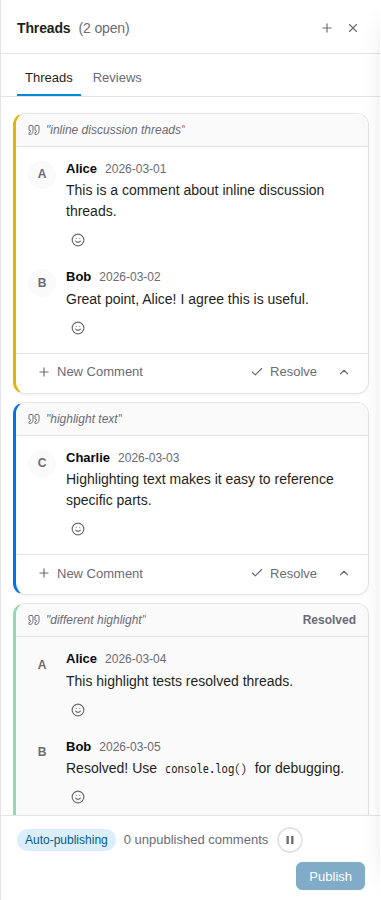 Threads (2 open)
Threads Reviews
"inline discussion threads"
A Alice 2026-03-01
This is a comment about inline discussion
threads.
B Bob 2026-03-02
Great point, Alice! I agree this is useful.
New Comment Resolve
"highlight text"
C Charlie 2026-03-03
Highlighting text makes it easy to reference
specific parts.
New Comment Resolve
"different highlight" Resolved
A Alice 2026-03-04
This highlight tests resolved threads.
B Bob 2026-03-05
Resolved! Use console.log() for debugging.
Auto-publishing 0 unpublished comments
Publish